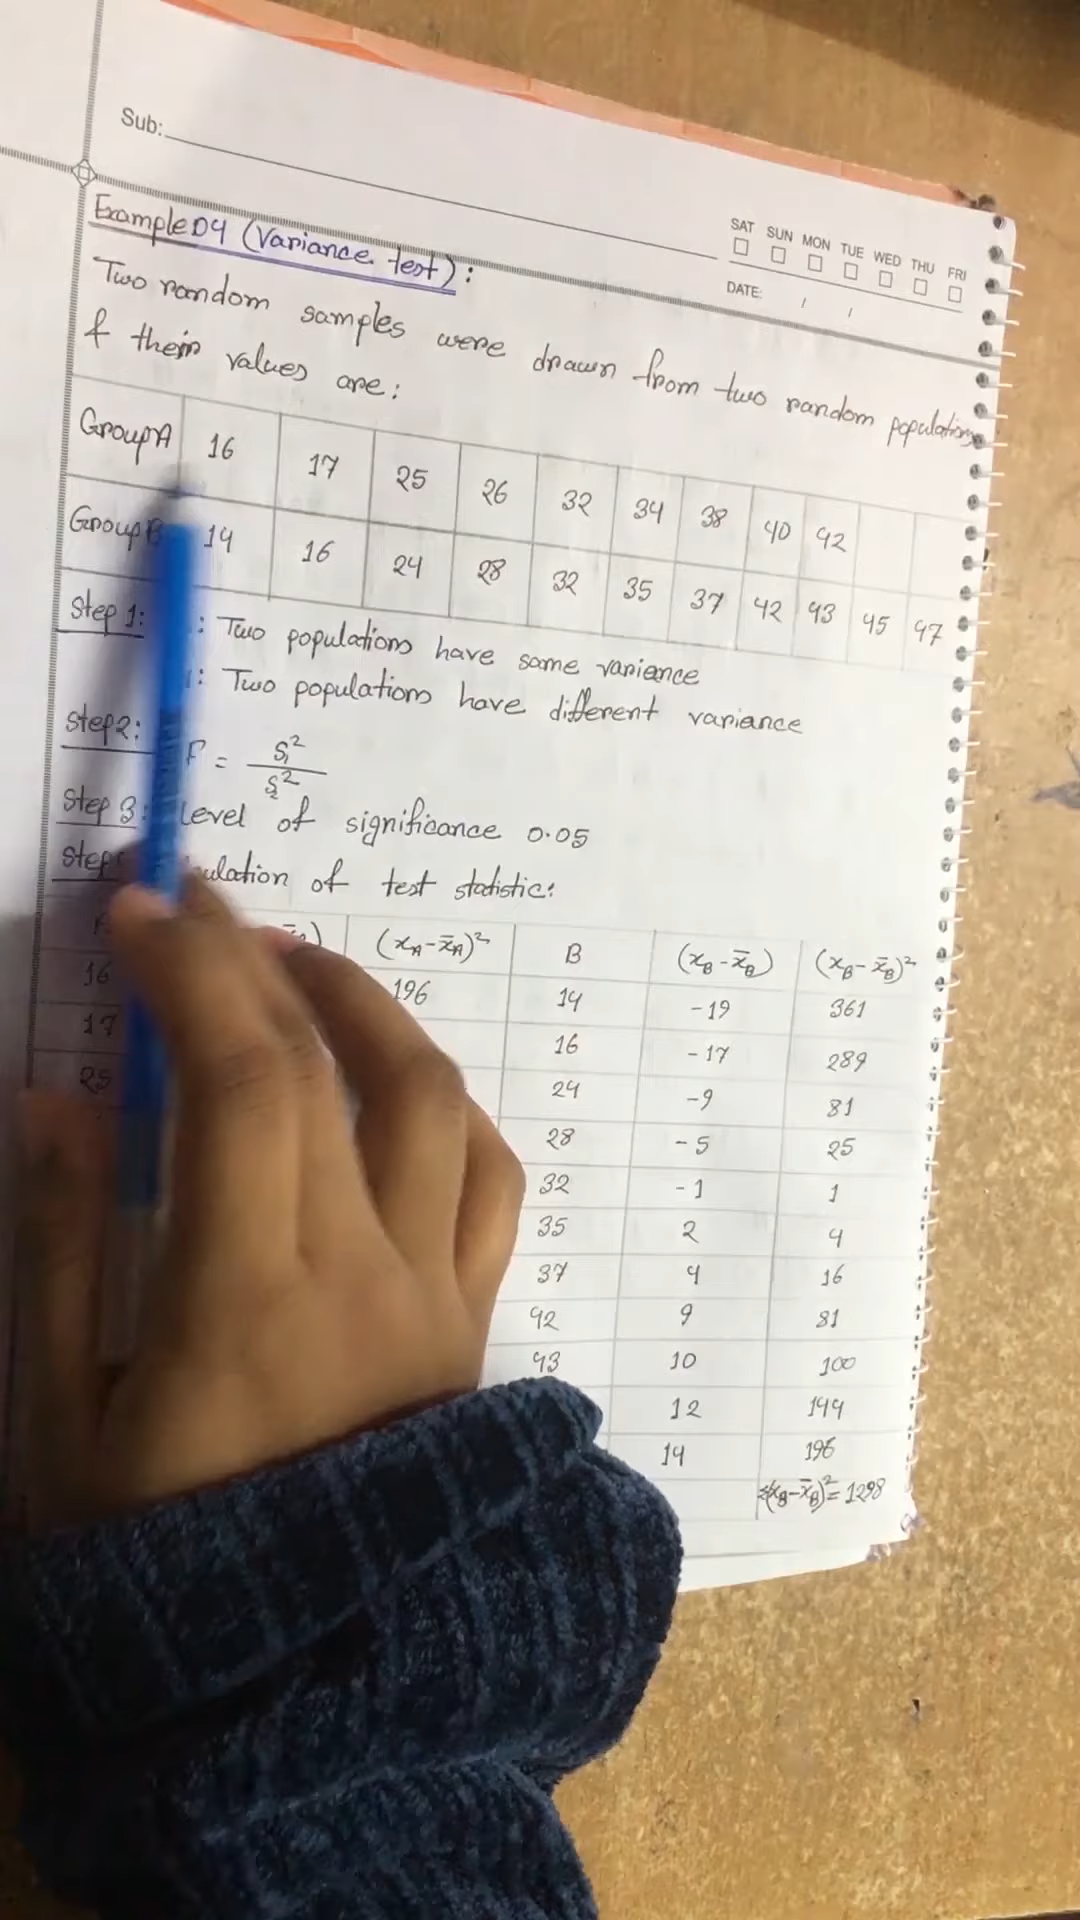 Sub:
SAT SUN MON TUE WED THU FRI
DATE: / /
Example 04 (Variance test):
Two random samples were drawn from two random populations
& their values are:
Group A 16 17 25 26 32 34 38 40 42
Group B 14 16 24 28 32 35 37 42 43 45 47
Step 1: : Two populations have same varience
: Two populations have different variance
Step 2: F = S₁² / S₂²
Step 3: Level of significance 0.05
Step of test statistic:
(xA-x̄A)² B (xB-x̄B) (xB-x̄B)²
16 196 14 -19 361
17 16 -17 289
25 24 -9 81
28 -5 25
32 -1 1
35 2 4
37 4 16
42 9 81
43 10 100
12 144
14 196
Σ(xB-x̄B)² = 1298